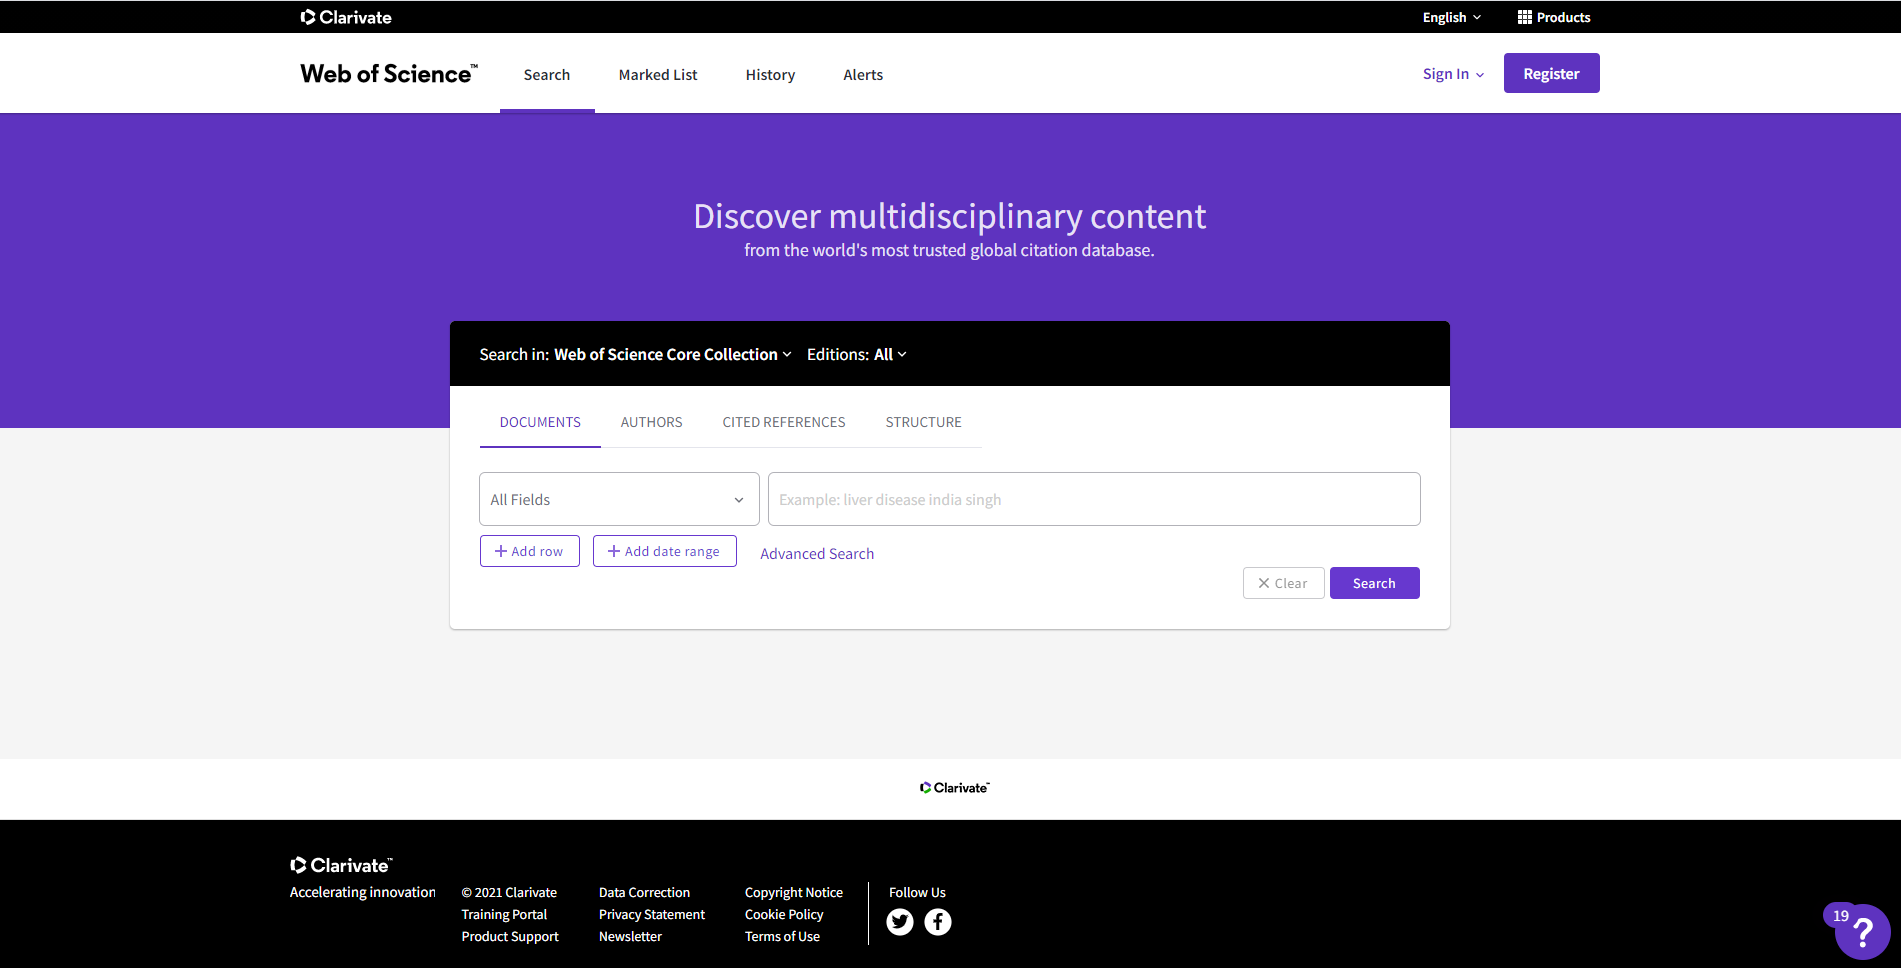 Clarivate
English
Products
Web of Science™
Search
Marked List
History
Alerts
Sign In
Register
Discover multidisciplinary content
from the world's most trusted global citation database.
Search in: Web of Science Core Collection
Editions: All
DOCUMENTS
AUTHORS
CITED REFERENCES
STRUCTURE
All Fields
Example: liver disease india singh
+ Add row
+ Add date range
Advanced Search
× Clear
Search
Clarivate™
Clarivate™
Accelerating innovation
© 2021 Clarivate
Training Portal
Product Support
Data Correction
Privacy Statement
Newsletter
Copyright Notice
Cookie Policy
Terms of Use
Follow Us
19
?